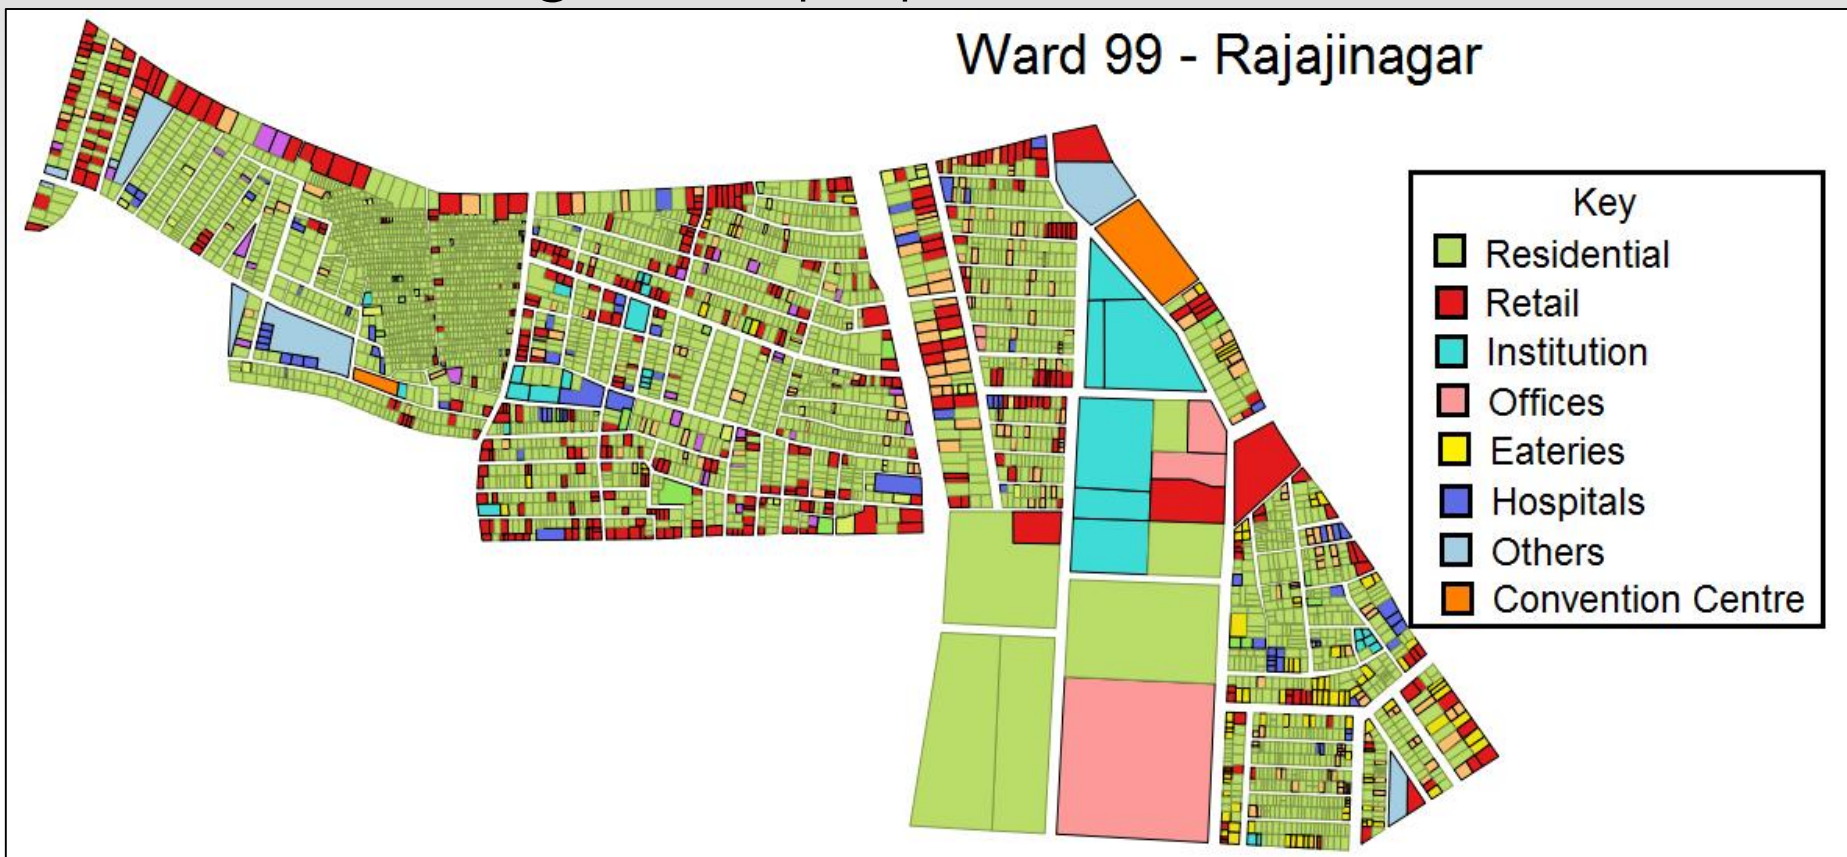 Ward 99 - Rajajinagar
Key
Residential
Retail
Institution
Offices
Eateries
Hospitals
Others
Convention Centre